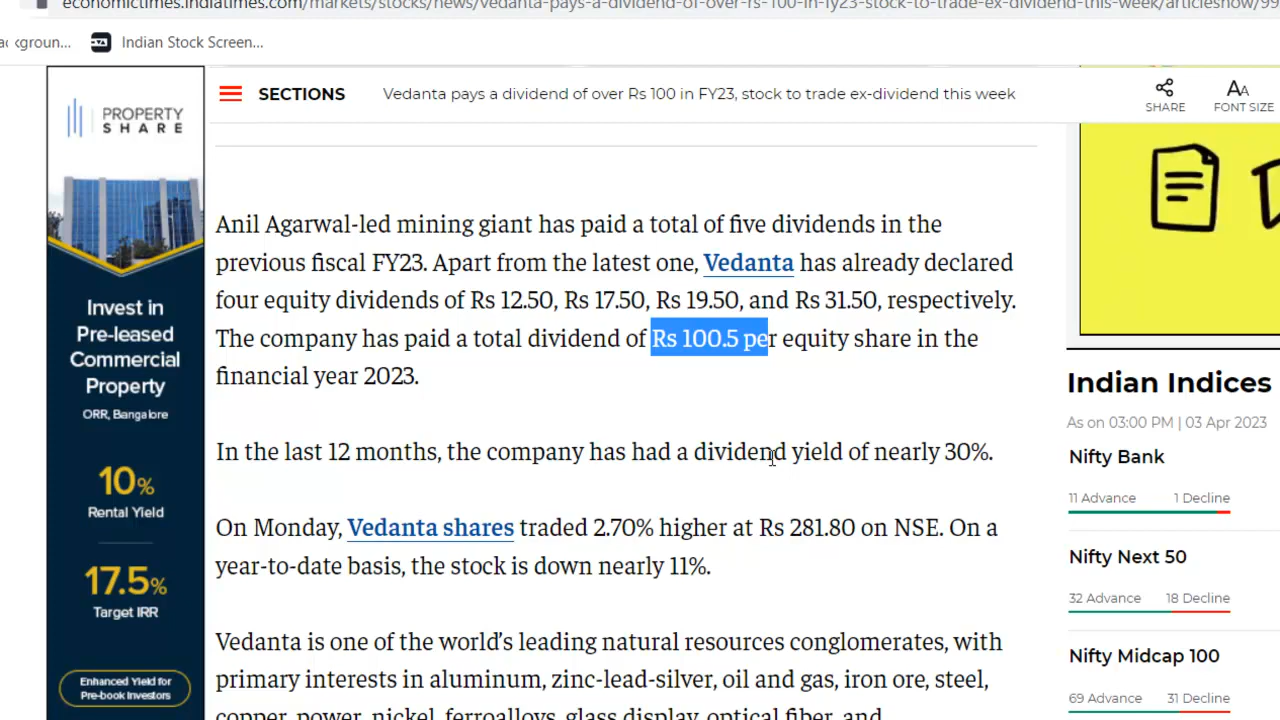 economictimes.indiatimes.com/markets/stocks/news/vedanta-pays-a-dividend-of-over-rs-100-in-fy23-stock-to-trade-ex-dividend-this-week/articleshow/99
kgroun...
Indian Stock Screen...
PROPERTY
SHARE
Invest in
Pre-leased
Commercial
Property
ORR, Bangalore
10%
Rental Yield
17.5%
Target IRR
Enhanced Yield for
Pre-book Investors
SECTIONS
Vedanta pays a dividend of over Rs 100 in FY23, stock to trade ex-dividend this week
SHARE
AA
FONT SIZE
Anil Agarwal-led mining giant has paid a total of five dividends in the
previous fiscal FY23. Apart from the latest one, Vedanta has already declared
four equity dividends of Rs 12.50, Rs 17.50, Rs 19.50, and Rs 31.50, respectively.
The company has paid a total dividend of Rs 100.5 per equity share in the
financial year 2023.
In the last 12 months, the company has had a dividend yield of nearly 30%.
On Monday, Vedanta shares traded 2.70% higher at Rs 281.80 on NSE. On a
year-to-date basis, the stock is down nearly 11%.
Vedanta is one of the world's leading natural resources conglomerates, with
primary interests in aluminum, zinc-lead-silver, oil and gas, iron ore, steel,
copper, power, nickel, ferroalloys, glass display, optical fiber, and
Indian Indices
As on 03:00 PM | 03 Apr 2023
Nifty Bank
11 Advance 1 Decline
Nifty Next 50
32 Advance 18 Decline
Nifty Midcap 100
69 Advance 31 Decline